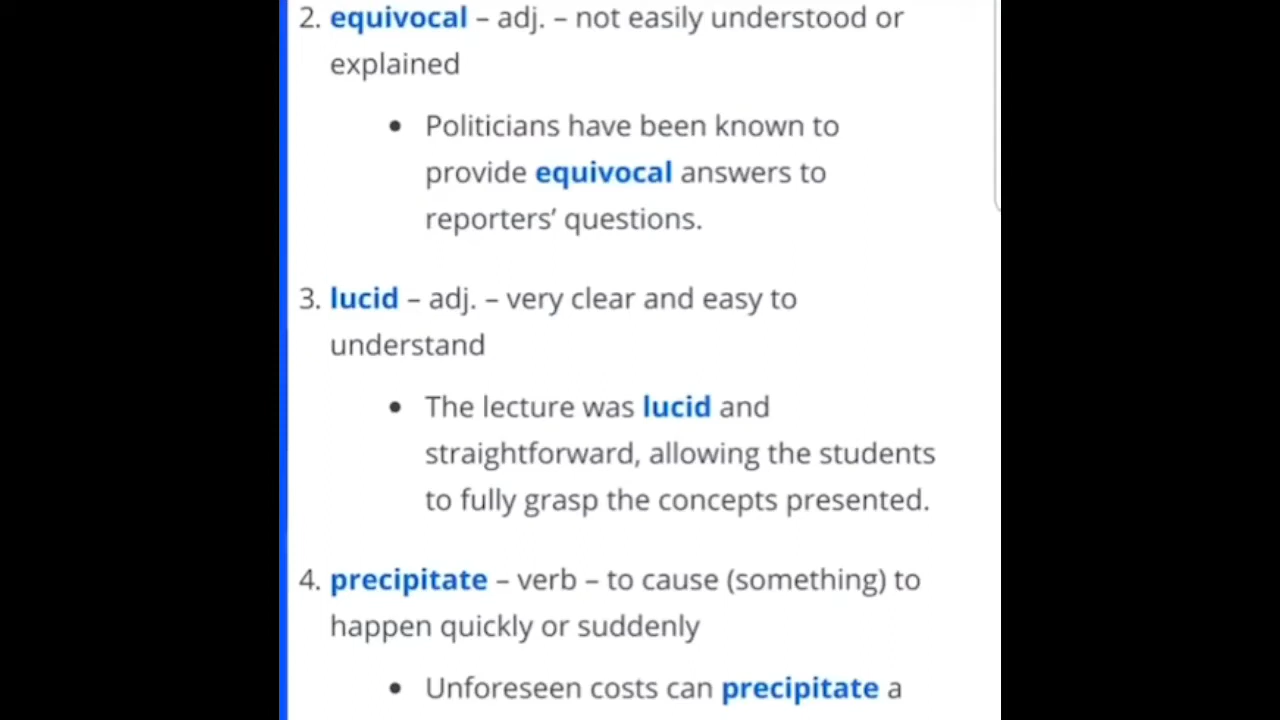 2. equivocal – adj. – not easily understood or
explained
• Politicians have been known to
provide equivocal answers to
reporters’ questions.
3. lucid – adj. – very clear and easy to
understand
• The lecture was lucid and
straightforward, allowing the students
to fully grasp the concepts presented.
4. precipitate – verb – to cause (something) to
happen quickly or suddenly
• Unforeseen costs can precipitate a